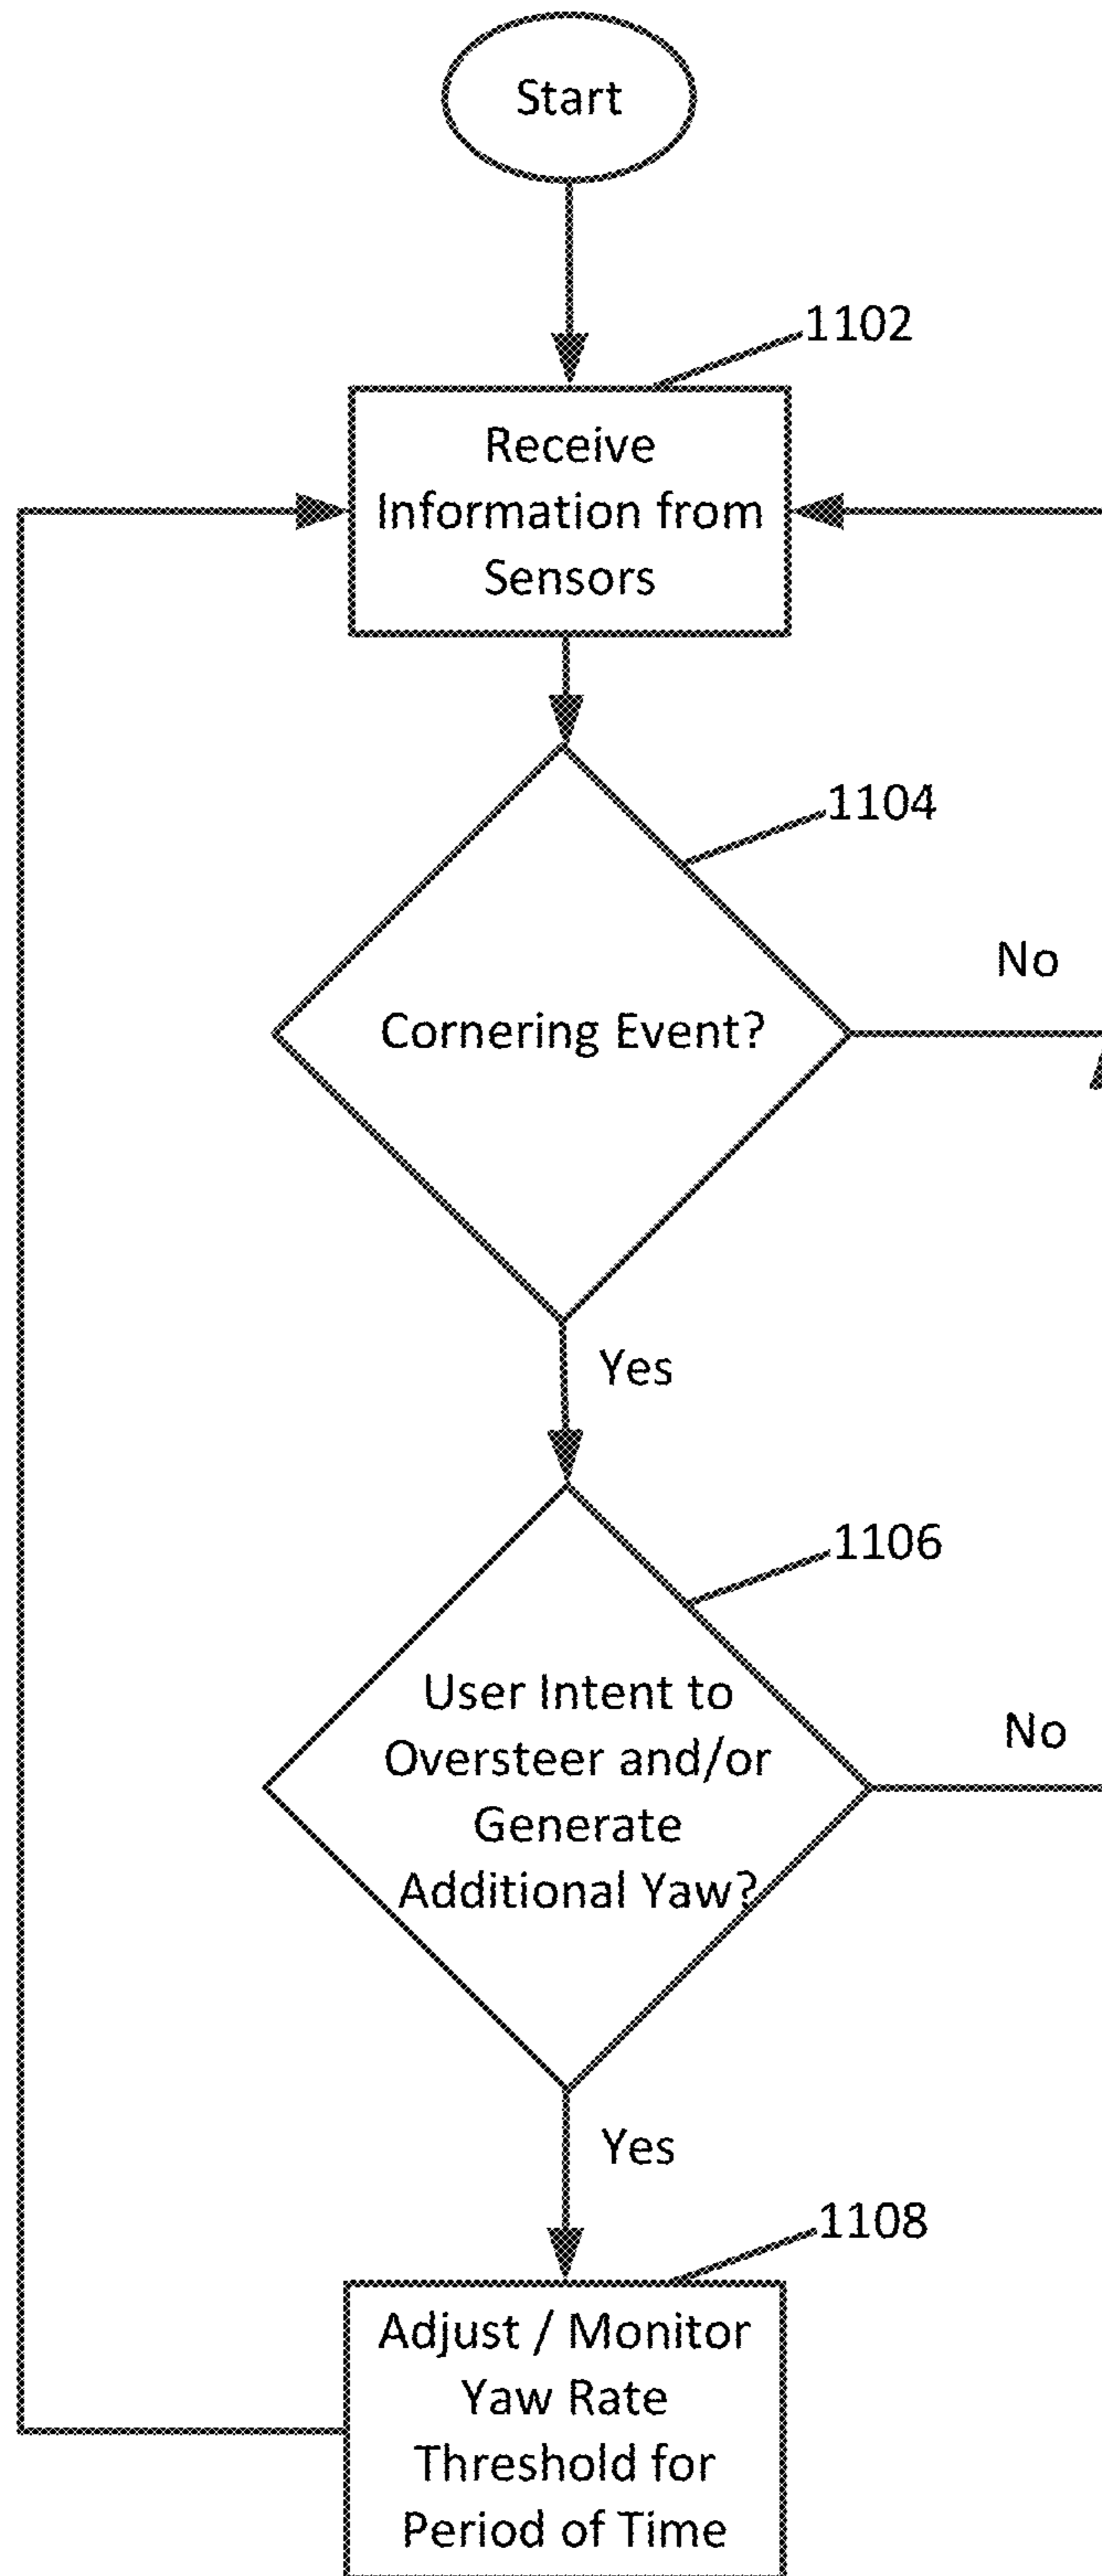 Start
1102
Receive
Information from
Sensors
1104
No
Cornering Event?
Yes
1106
User Intent to
No
Oversteer and/or
Generate
Additional Yaw?
Yes
1108
Adjust / Monitor
Yaw Rate
Threshold for
Period of Time